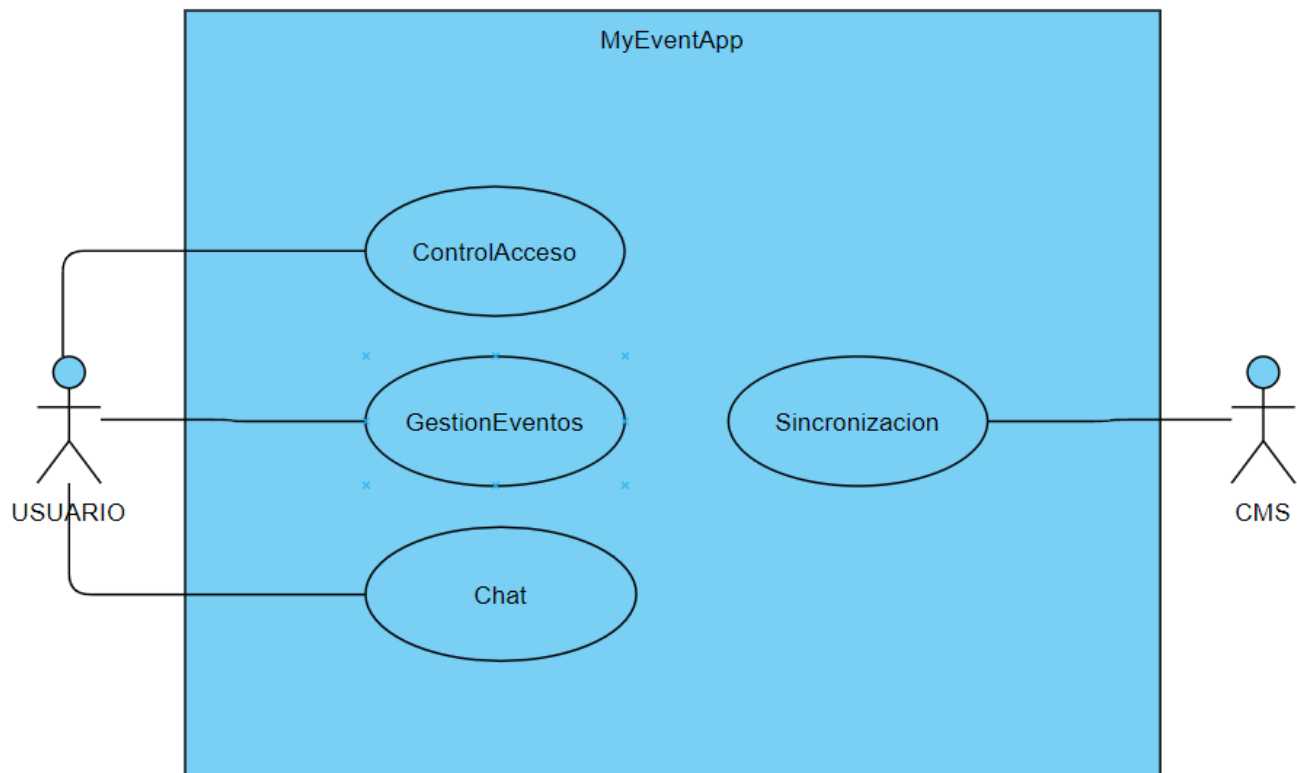 MyEventApp
ControlAcceso
GestionEventos
Sincronizacion
USUARIO
CMS
Chat